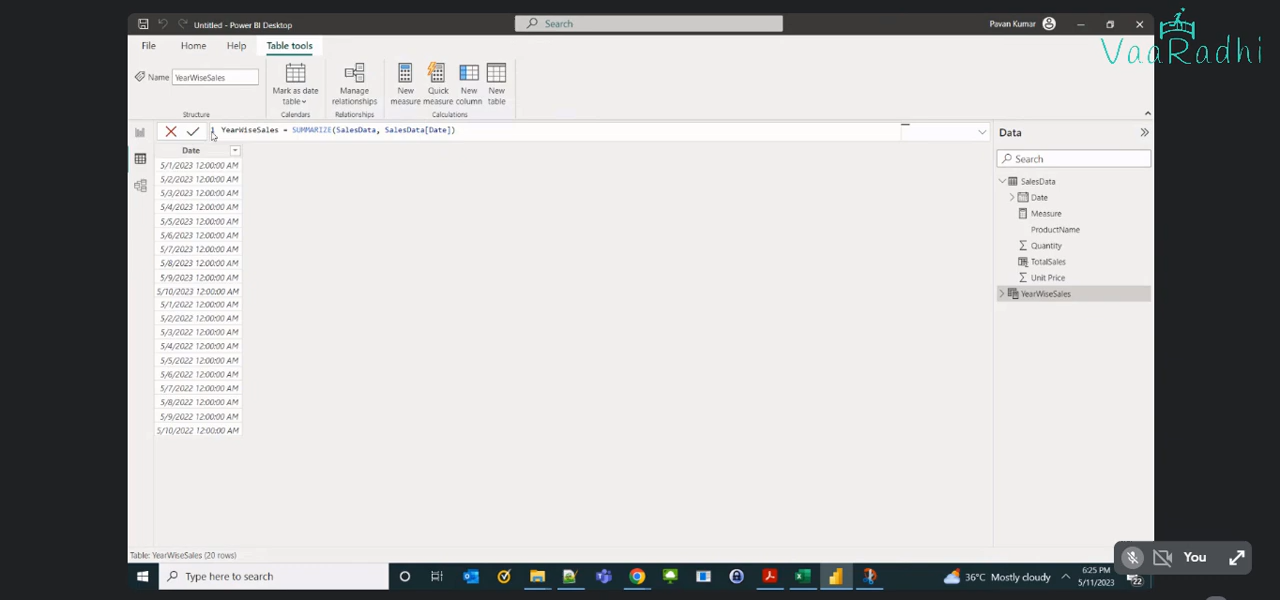 Untitled - Power BI Desktop
Search
Pavan Kumar
VaaRadhi
File
Home
Help
Table tools
Name
YearWiseSales
Mark as date
table
Manage
relationships
New
measure
Quick
measure
New
column
New
table
Structure
Calendars
Relationships
Calculations
1 YearWiseSales = SUMMARIZE(SalesData, SalesData[Date])
Data
Search
Date
5/1/2023 12:00:00 AM
5/2/2023 12:00:00 AM
5/3/2023 12:00:00 AM
5/4/2023 12:00:00 AM
5/5/2023 12:00:00 AM
5/6/2023 12:00:00 AM
5/7/2023 12:00:00 AM
5/8/2023 12:00:00 AM
5/9/2023 12:00:00 AM
5/10/2023 12:00:00 AM
5/1/2022 12:00:00 AM
5/2/2022 12:00:00 AM
5/3/2022 12:00:00 AM
5/4/2022 12:00:00 AM
5/5/2022 12:00:00 AM
5/6/2022 12:00:00 AM
5/7/2022 12:00:00 AM
5/8/2022 12:00:00 AM
5/9/2022 12:00:00 AM
5/10/2022 12:00:00 AM
SalesData
Date
Measure
ProductName
Quantity
TotalSales
Unit Price
YearWiseSales
Table: YearWiseSales (20 rows)
You
Type here to search
36°C Mostly cloudy
6:25 PM
5/11/2023
22